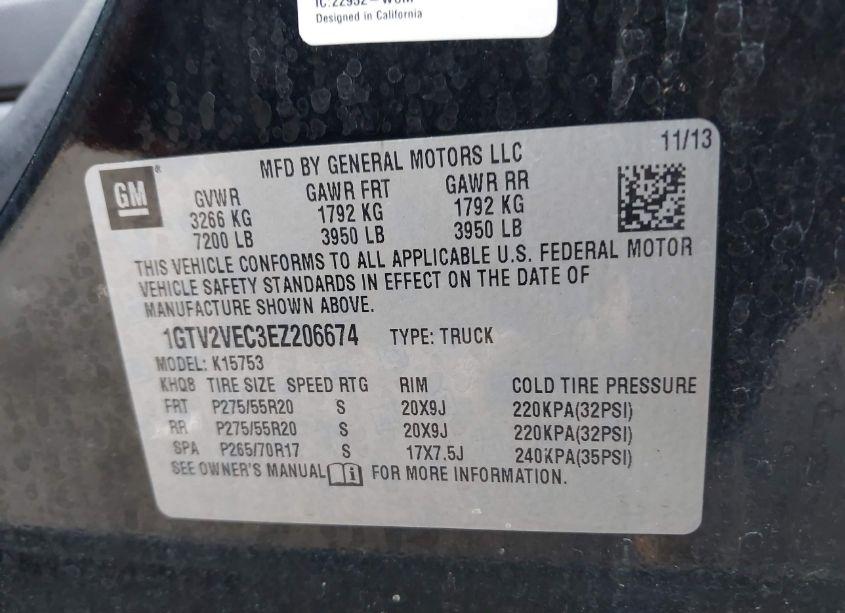 Designed in California
11/13
MFD BY GENERAL MOTORS LLC
GM
GVWR GAWR FRT GAWR RR
3266 KG 1792 KG 1792 KG
7200 LB 3950 LB 3950 LB
THIS VEHICLE CONFORMS TO ALL APPLICABLE U.S. FEDERAL MOTOR
VEHICLE SAFETY STANDARDS IN EFFECT ON THE DATE OF
MANUFACTURE SHOWN ABOVE.
1GTV2VEC3EZ206674 TYPE: TRUCK
MODEL: K15753
KHQ8 TIRE SIZE SPEED RTG RIM COLD TIRE PRESSURE
FRT P275/55R20 S 20X9J 220KPA(32PSI)
RR P275/55R20 S 20X9J 220KPA(32PSI)
SPA P265/70R17 S 17X7.5J 240KPA(35PSI)
SEE OWNER'S MANUAL FOR MORE INFORMATION.